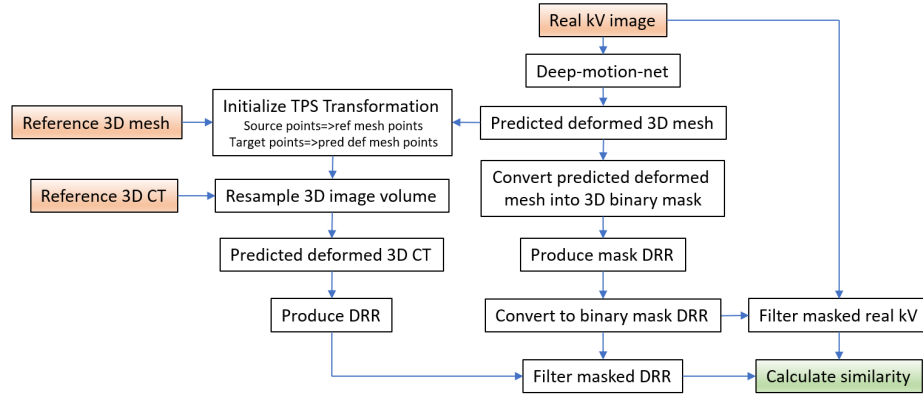 Real kV image
Deep-motion-net
Initialize TPS Transformation
Source points=>ref mesh points
Target points=>pred def mesh points
Reference 3D mesh
Predicted deformed 3D mesh
Convert predicted deformed
mesh into 3D binary mask
Reference 3D CT
Resample 3D image volume
Predicted deformed 3D CT
Produce mask DRR
Produce DRR
Convert to binary mask DRR
Filter masked real kV
Filter masked DRR
Calculate similarity